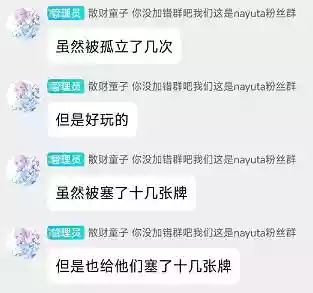 管理员 散财童子 你没加错群吧我们这是nayuta粉丝群
虽然被孤立了几次
管理员 散财童子 你没加错群吧我们这是nayuta粉丝群
但是好玩的
管理员 散财童子 你没加错群吧我们这是nayuta粉丝群
虽然被塞了十几张牌
管理员 散财童子 你没加错群吧我们这是nayuta粉丝群
但是也给他们塞了十几张牌